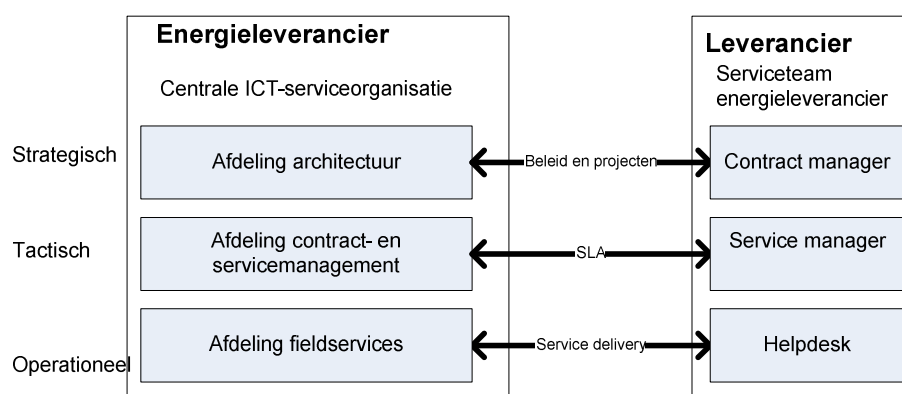 Energieleverancier
Centrale ICT-serviceorganisatie
Leverancier
Serviceteam
energieleverancier
Strategisch
Afdeling architectuur
Beleid en projecten
Contract manager
Tactisch
Afdeling contract- en
servicemanagement
SLA
Service manager
Operationeel
Afdeling fieldservices
Service delivery
Helpdesk